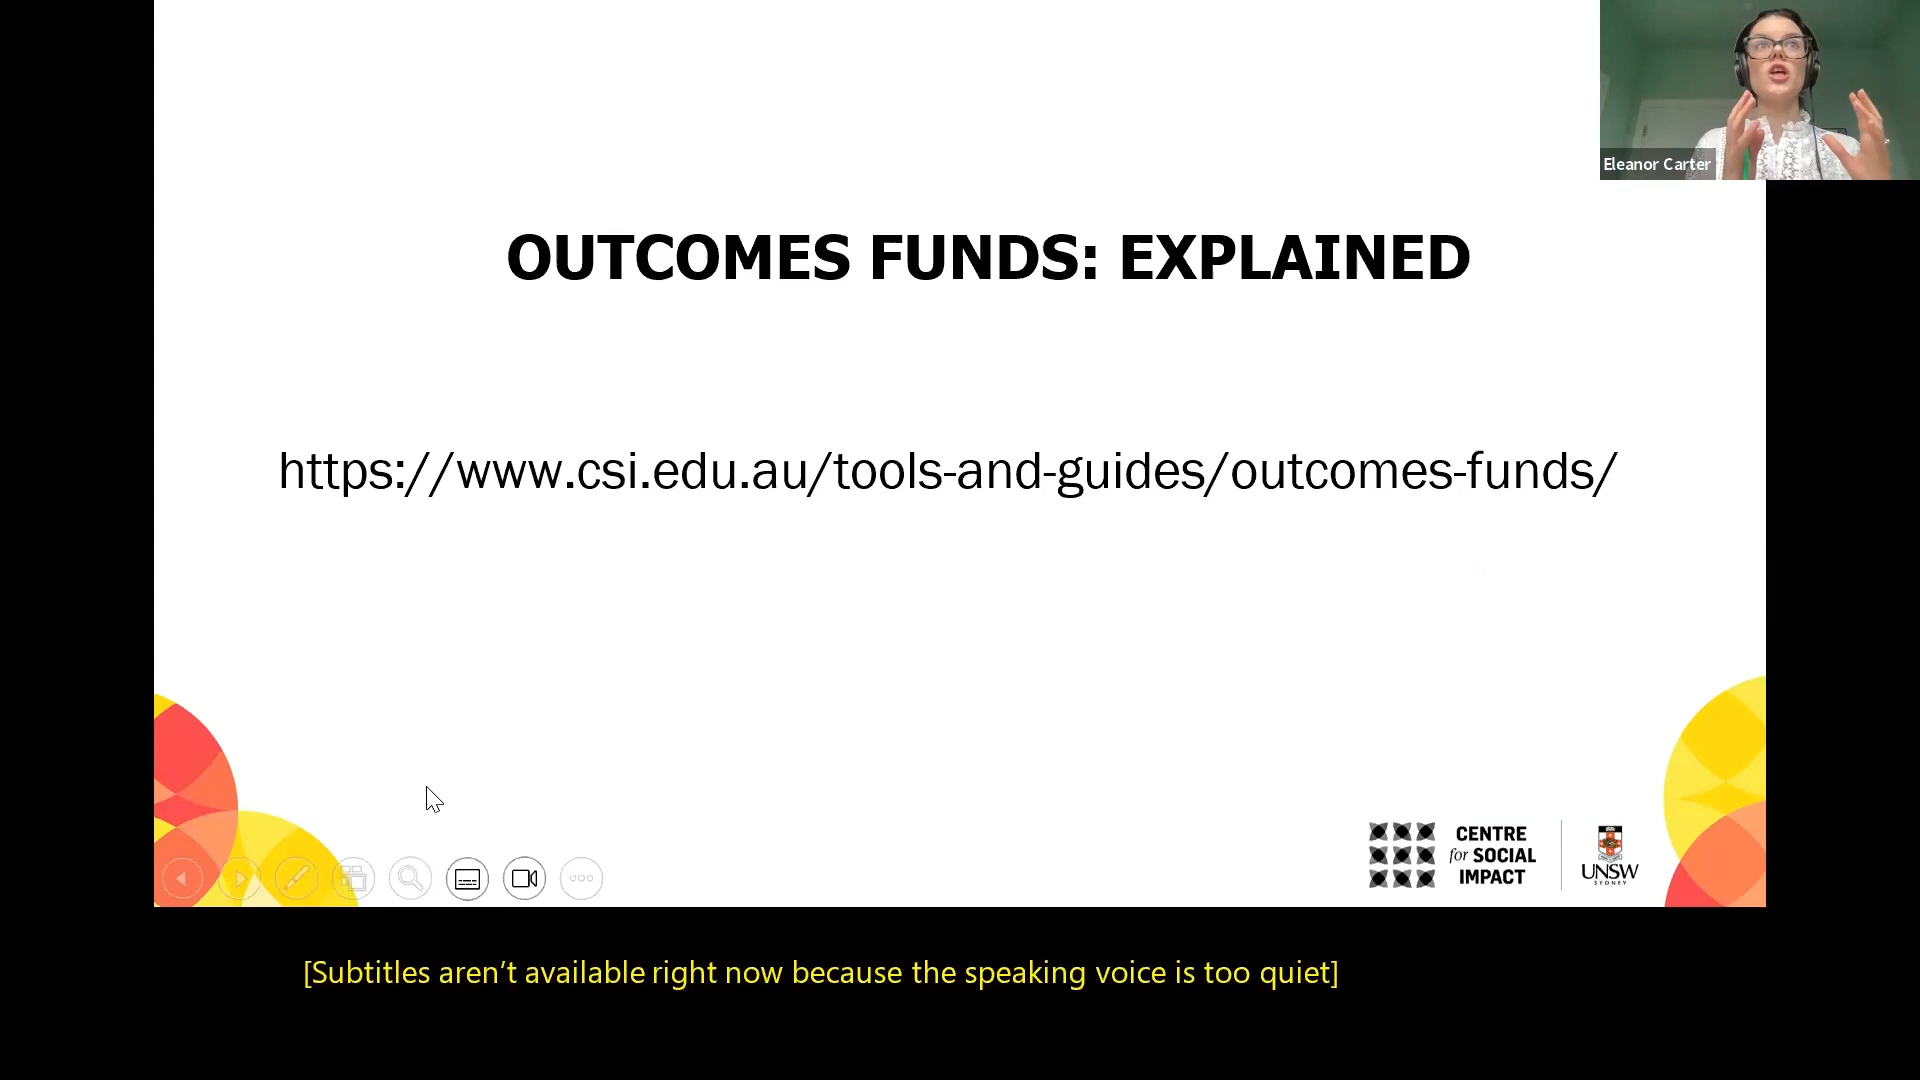 Eleanor Carter
OUTCOMES FUNDS: EXPLAINED
https://www.csi.edu.au/tools-and-guides/outcomes-funds/
CENTRE
for SOCIAL
IMPACT
UNSW
SYDNEY
[Subtitles aren’t available right now because the speaking voice is too quiet]